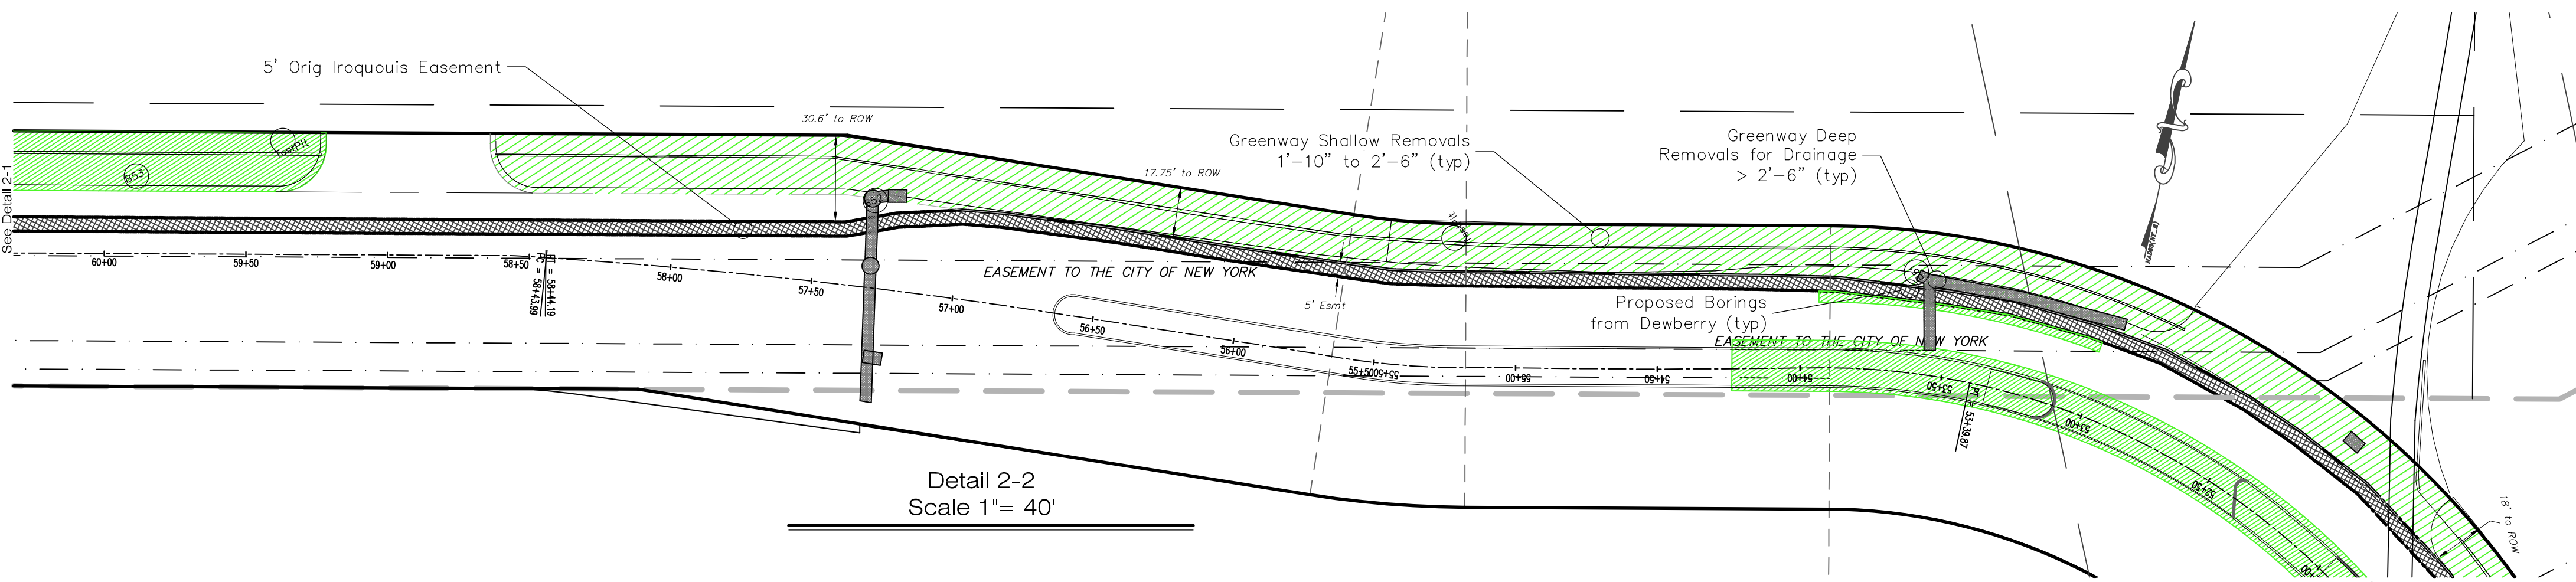 5' Orig Iroquouis Easement
30.6' to ROW
Greenway Shallow Removals
1'-10" to 2'-6" (typ)
Greenway Deep
Removals for Drainage
> 2'-6" (typ)
17.75' to ROW
TestPit
B53
B52
See Detail 2-1
60+00
59+50
59+00
58+50
PT = 58+44.19
PC = 58+43.99
58+00
57+50
57+00
56+50
56+00
55+50
55+50
55+00
54+50
54+00
53+50
PT = 53+39.87
53+00
52+50
EASEMENT TO THE CITY OF NEW YORK
5' Esmt
Proposed Borings
from Dewberry (typ)
EASEMENT TO THE CITY OF NEW YORK
18' to ROW
Detail 2-2
Scale 1"= 40'